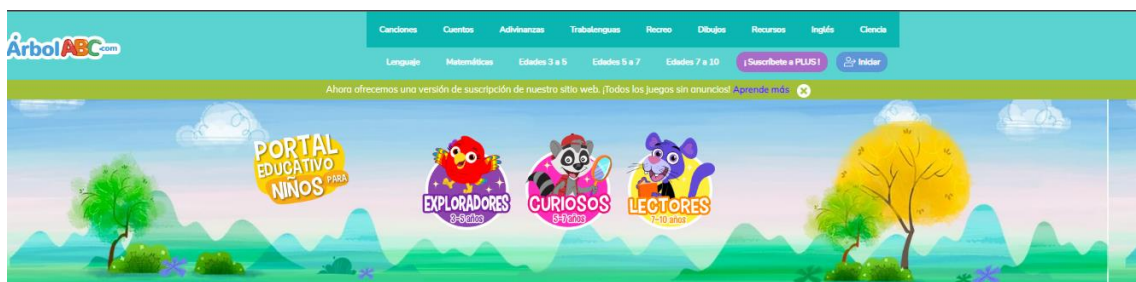 ÁrbolABC.com
Canciones Cuentos Adivinanzas Trabalenguas Recreo Dibujos Recursos Inglés Ciencia
Lenguaje Matemáticas Edades 3 a 5 Edades 5 a 7 Edades 7 a 10 ¡Suscríbete a PLUS! Iniciar
Ahora ofrecemos una versión de suscripción de nuestro sitio web. ¡Todos los juegos sin anuncios! Aprende más
PORTAL
EDUCATIVO
PARA
NIÑOS
EXPLORADORES
3-5 años
CURIOSOS
5-7 años
LECTORES
7-10 años